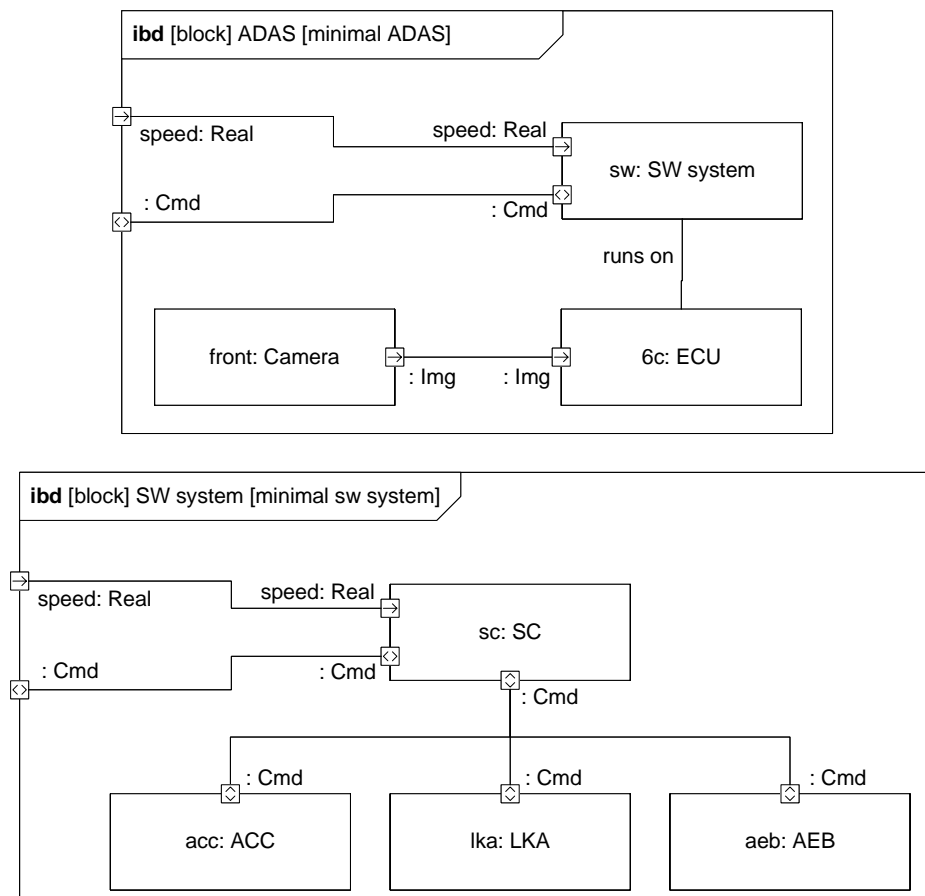 ibd [block] ADAS [minimal ADAS]
speed: Real
speed: Real
sw: SW system
: Cmd
: Cmd
runs on
front: Camera
6c: ECU
: Img
: Img
ibd [block] SW system [minimal sw system]
speed: Real
speed: Real
sc: SC
: Cmd
: Cmd
: Cmd
: Cmd
: Cmd
: Cmd
acc: ACC
lka: LKA
aeb: AEB